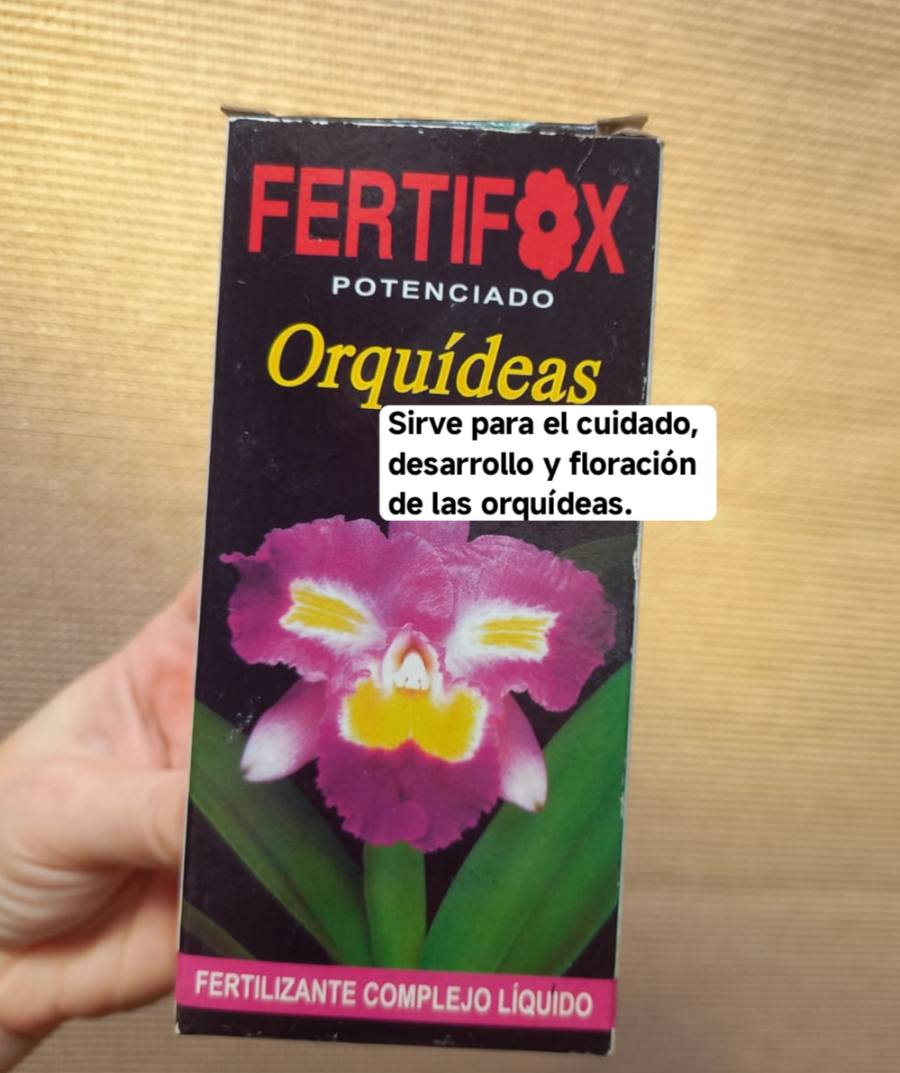 FERTIFOX
POTENCIADO
Orquídeas
Sirve para el cuidado,
desarrollo y floración
de las orquídeas.
FERTILIZANTE COMPLEJO LÍQUIDO